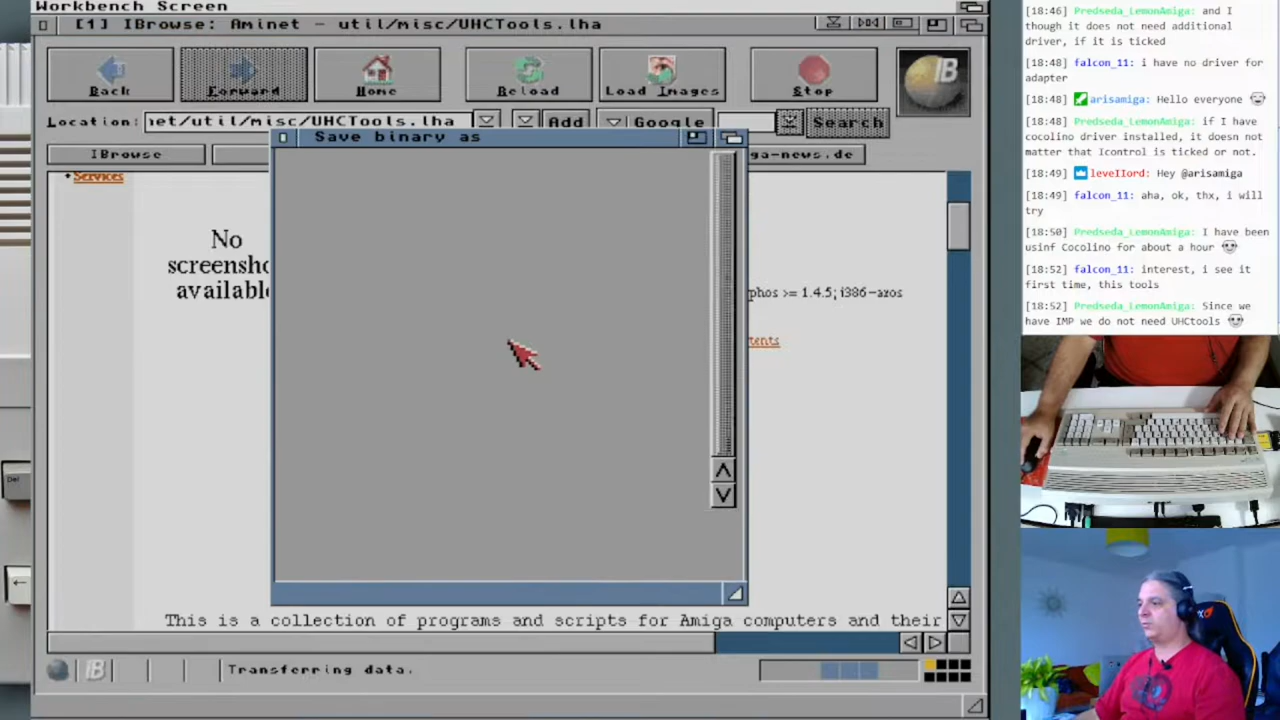 Workbench Screen
[1] IBrowse: Aminet - util/misc/UHCTools.lha
Back
Forward
Home
Reload
Load Images
Stop
IB
Location:
net/util/misc/UHCTools.lha
Add
Google
Search
Save binary as
IBrowse
ga-news.de
Services
No
screensho
available
phos >= 1.4.5; i386-aros
tents
This is a collection of programs and scripts for Amiga computers and their
Transferring data.
Del
[18:46] Predseda_LemonAmiga: and I
though it does not need additional
driver, if it is ticked
[18:48] falcon_11: i have no driver for
adapter
[18:48] arisamiga: Hello everyone
[18:48] Predseda_LemonAmiga: if I have
cocolino driver installed, it doesn not
matter that Icontrol is ticked or not.
[18:49] levelLord: Hey @arisamiga
[18:49] falcon_11: aha, ok, thx, i will
try
[18:50] Predseda_LemonAmiga: I have been
usinf Cocolino for about a hour
[18:52] falcon_11: interest, i see it
first time, this tools
[18:52] Predseda_LemonAmiga: Since we
have IMP we do not need UHCtools